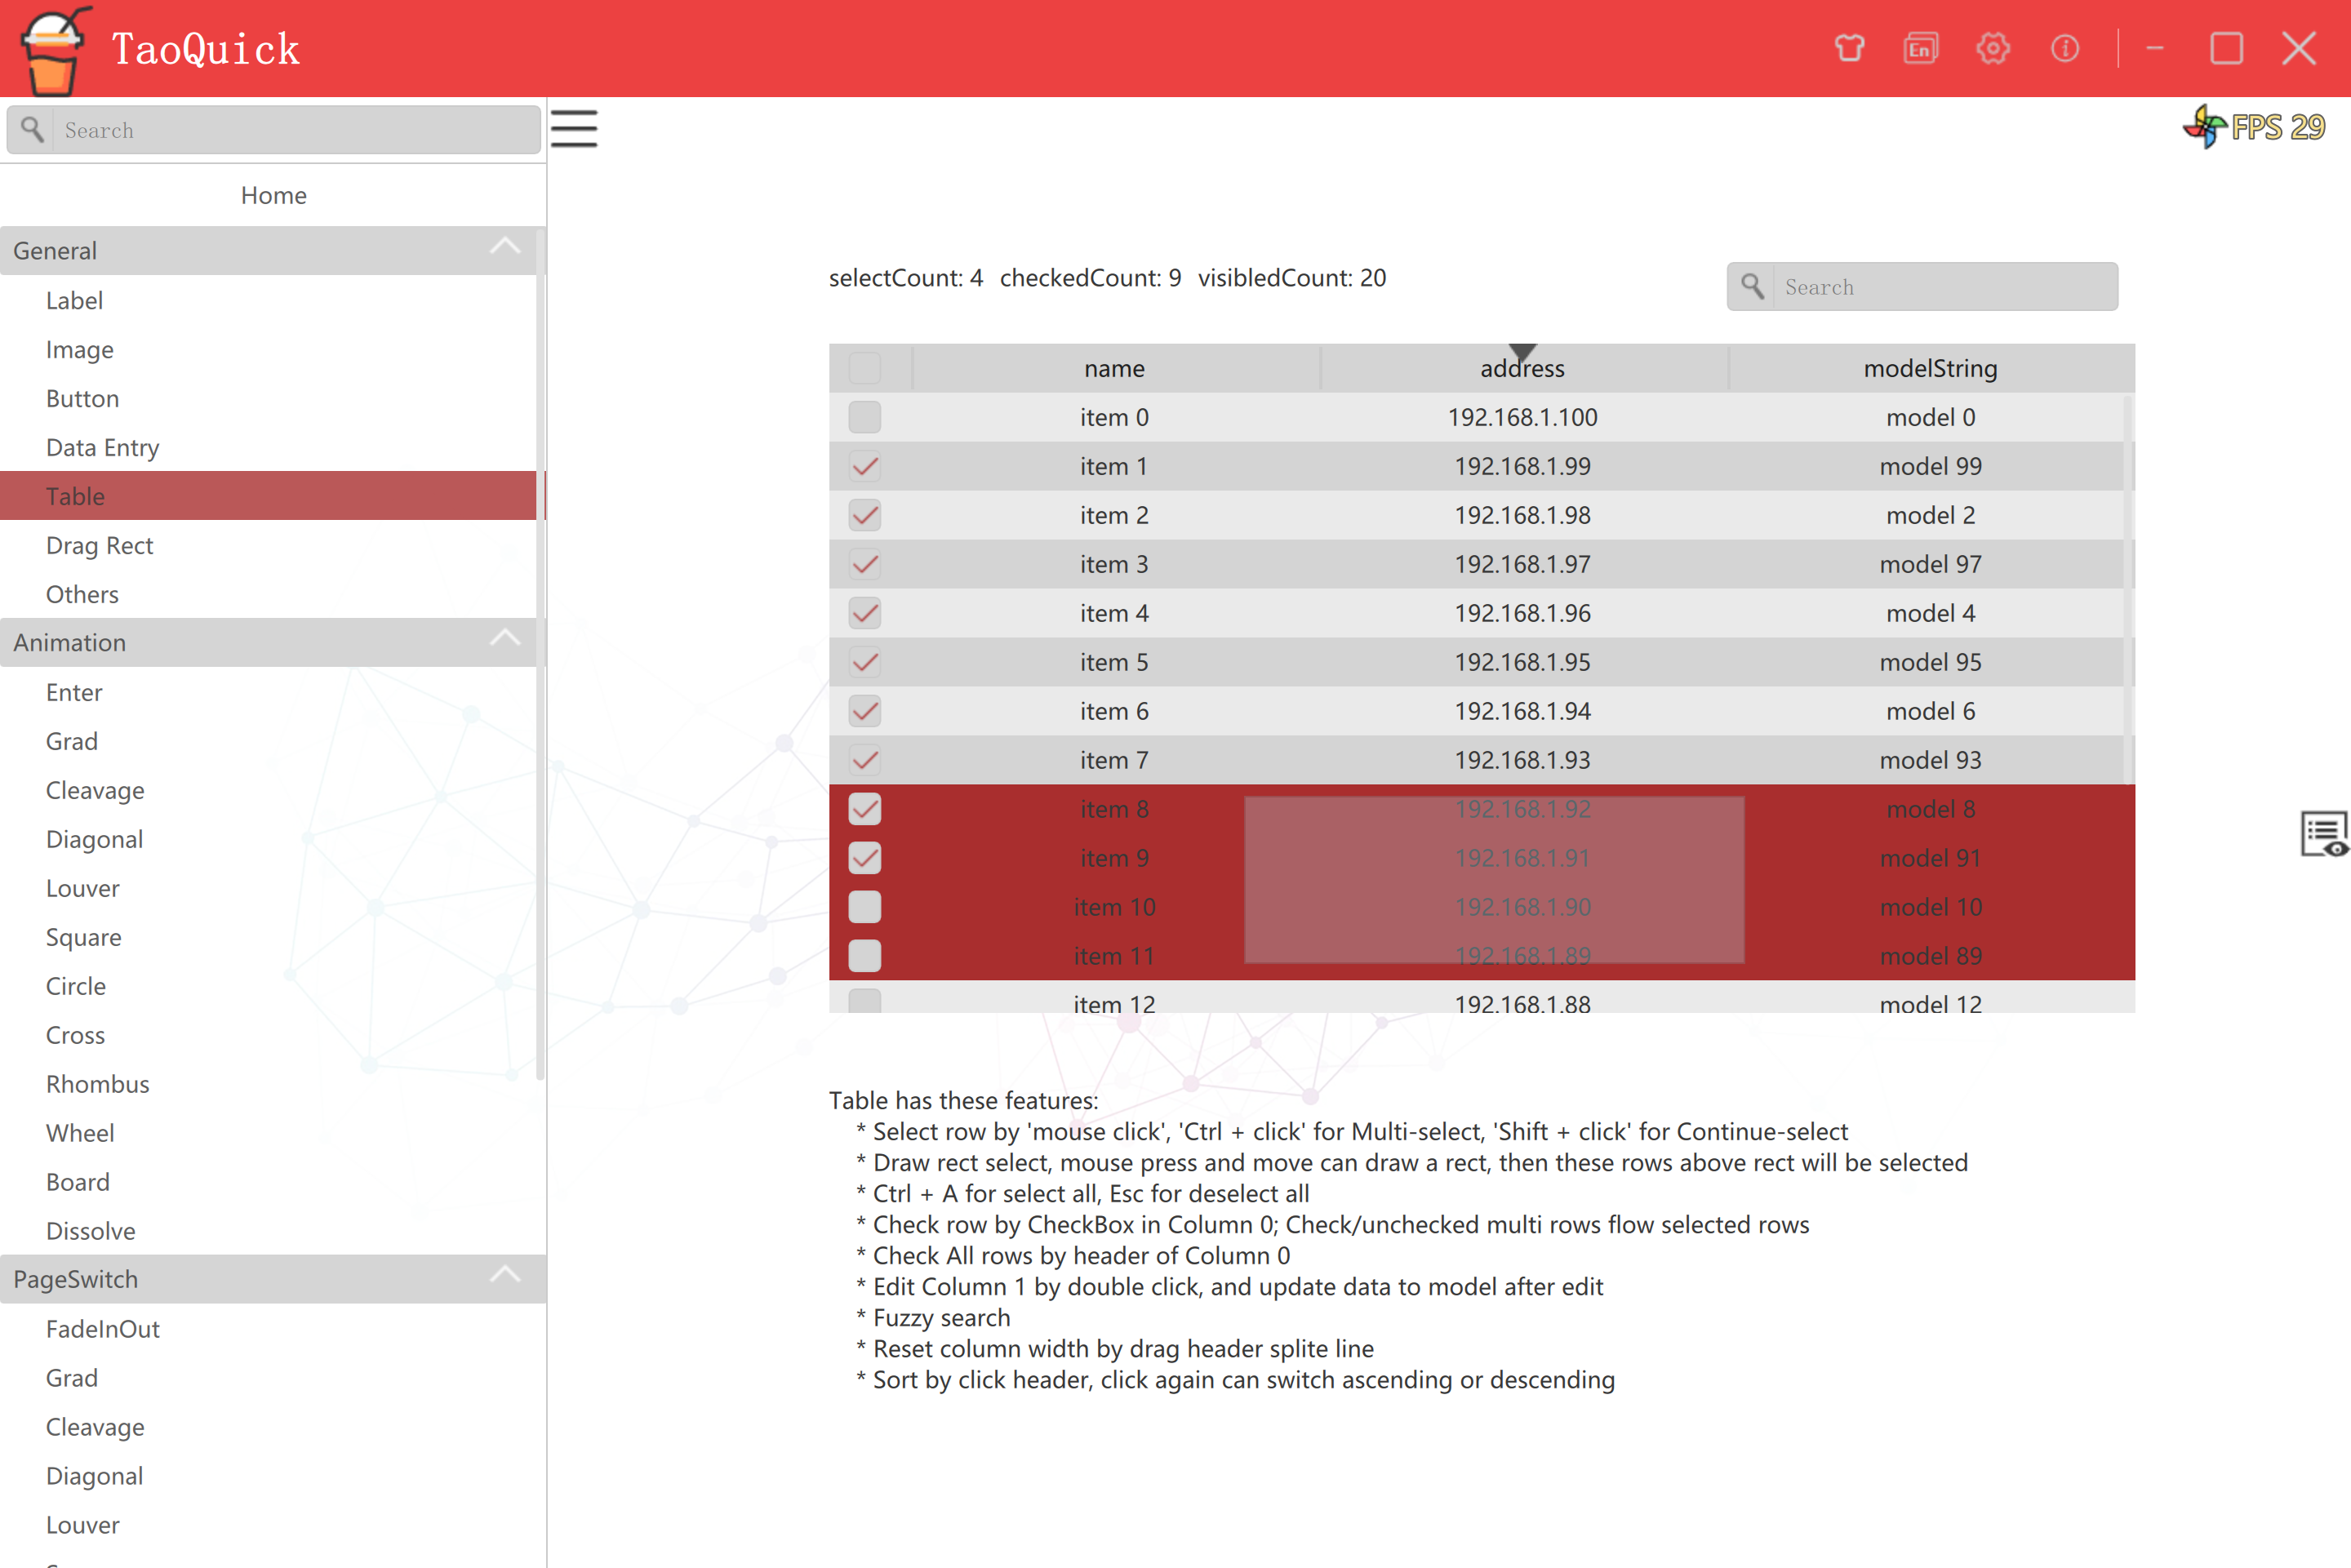 TaoQuick
En
Search
FPS 29
Home
General
Label
Image
Button
Data Entry
Table
Drag Rect
Others
Animation
Enter
Grad
Cleavage
Diagonal
Louver
Square
Circle
Cross
Rhombus
Wheel
Board
Dissolve
PageSwitch
FadeInOut
Grad
Cleavage
Diagonal
Louver
selectCount: 4 checkedCount: 9 visibledCount: 20
Search
name address modelString
item 0 192.168.1.100 model 0
item 1 192.168.1.99 model 99
item 2 192.168.1.98 model 2
item 3 192.168.1.97 model 97
item 4 192.168.1.96 model 4
item 5 192.168.1.95 model 95
item 6 192.168.1.94 model 6
item 7 192.168.1.93 model 93
item 8 192.168.1.92 model 8
item 9 192.168.1.91 model 91
item 10 192.168.1.90 model 10
item 11 192.168.1.89 model 89
item 12 192.168.1.88 model 12
Table has these features:
* Select row by 'mouse click', 'Ctrl + click' for Multi-select, 'Shift + click' for Continue-select
* Draw rect select, mouse press and move can draw a rect, then these rows above rect will be selected
* Ctrl + A for select all, Esc for deselect all
* Check row by CheckBox in Column 0; Check/unchecked multi rows flow selected rows
* Check All rows by header of Column 0
* Edit Column 1 by double click, and update data to model after edit
* Fuzzy search
* Reset column width by drag header splite line
* Sort by click header, click again can switch ascending or descending